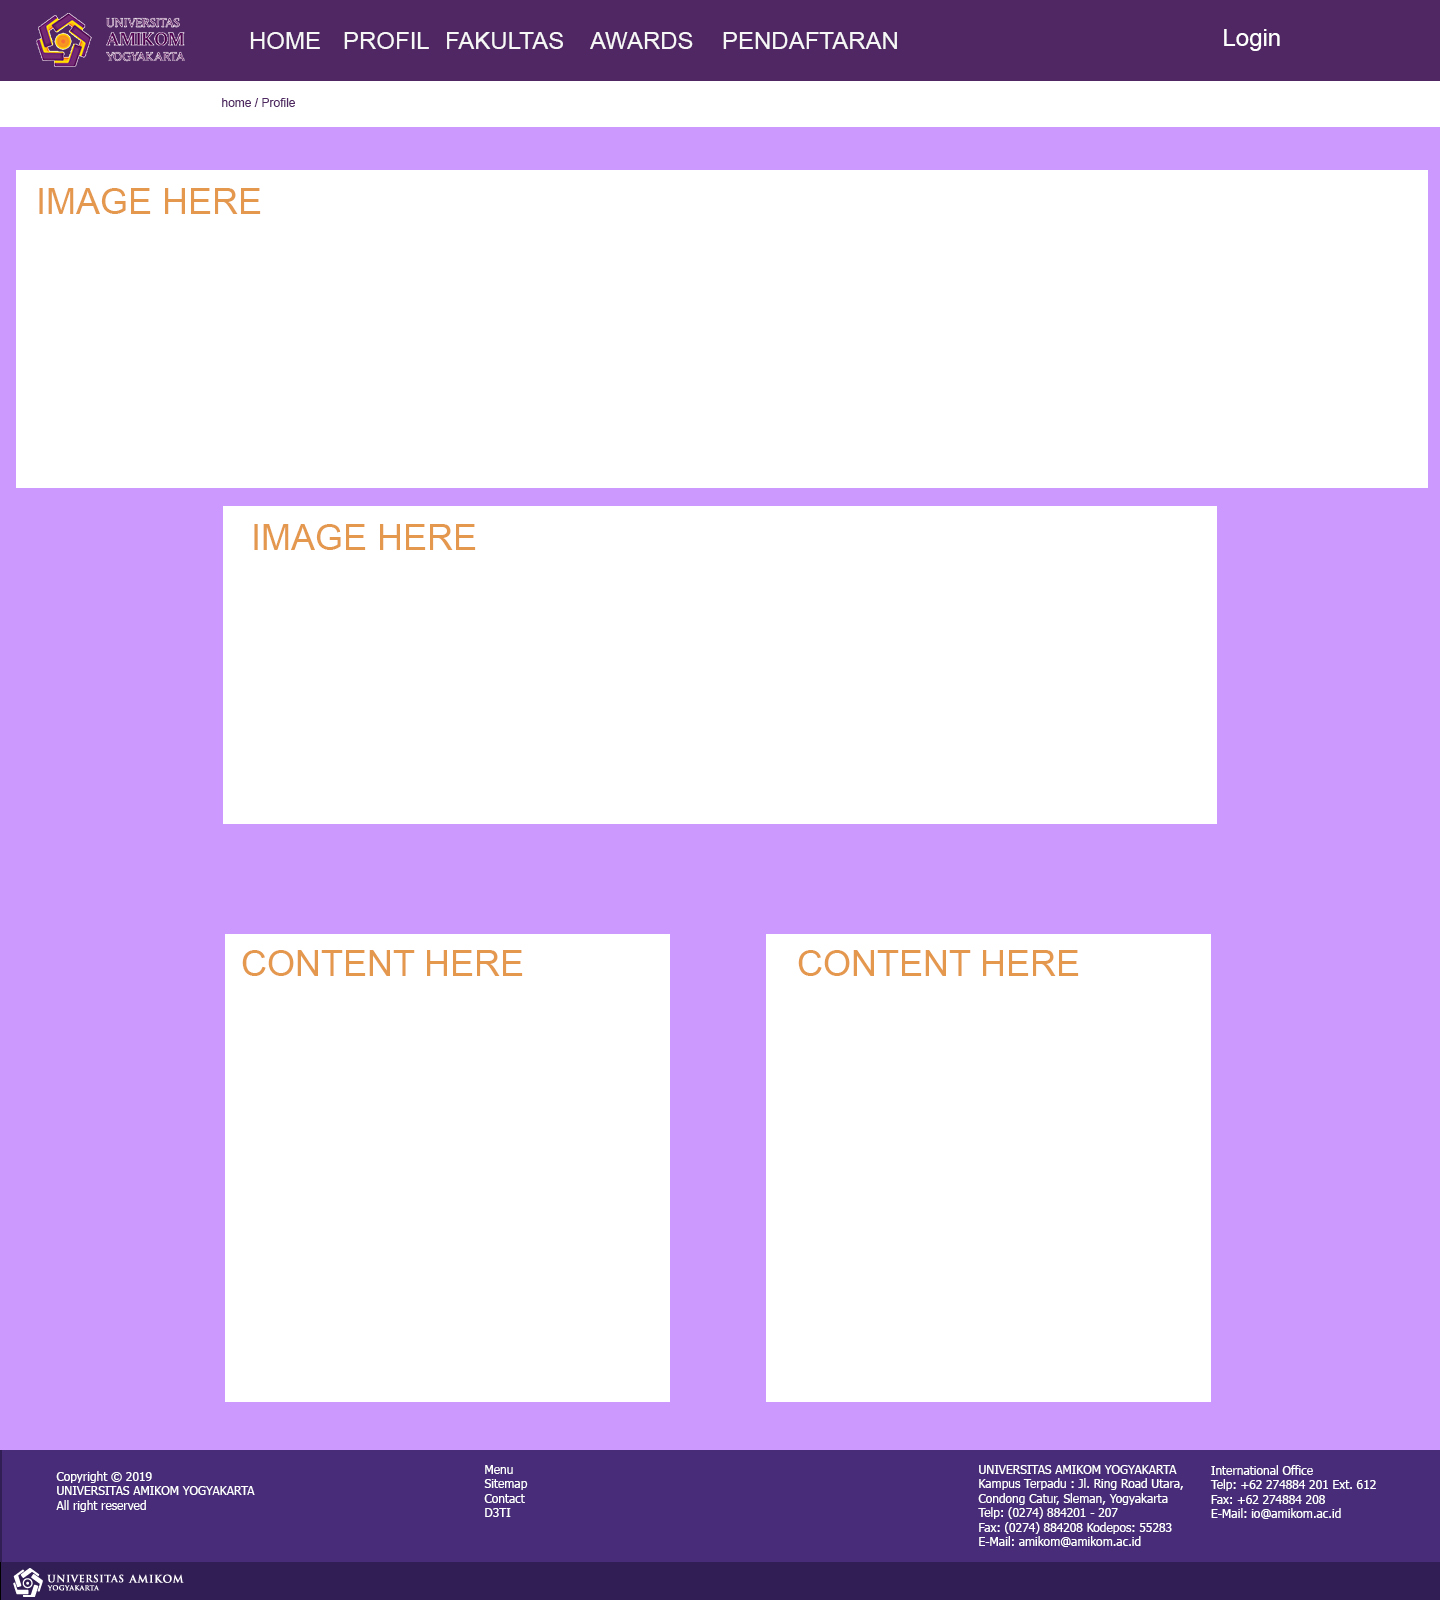 UNIVERSITAS
AMIKOM
YOGYAKARTA
HOME PROFIL FAKULTAS AWARDS PENDAFTARAN
Login
home / Profile
IMAGE HERE
IMAGE HERE
CONTENT HERE
CONTENT HERE
Copyright © 2019
UNIVERSITAS AMIKOM YOGYAKARTA
All right reserved
Menu
Sitemap
Contact
D3TI
UNIVERSITAS AMIKOM YOGYAKARTA
Kampus Terpadu : Jl. Ring Road Utara,
Condong Catur, Sleman, Yogyakarta
Telp: (0274) 884201 - 207
Fax: (0274) 884208 Kodepos: 55283
E-Mail: amikom@amikom.ac.id
International Office
Telp: +62 274884 201 Ext. 612
Fax: +62 274884 208
E-Mail: io@amikom.ac.id
UNIVERSITAS AMIKOM
YOGYAKARTA